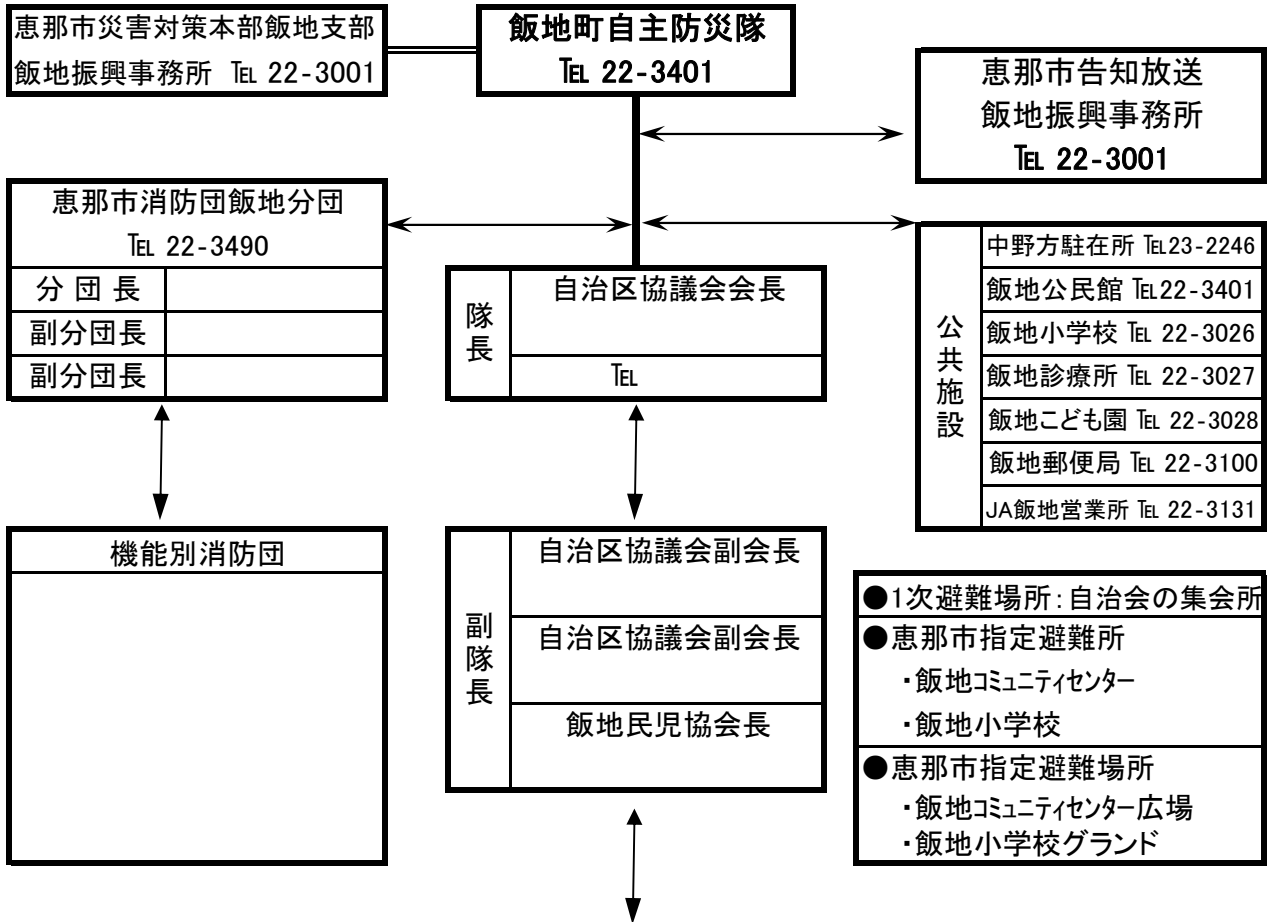 恵那市災害対策本部飯地支部
飯地振興事務所 ℡ 22-3001
飯地町自主防災隊
℡ 22-3401
恵那市告知放送
飯地振興事務所
℡ 22-3001
恵那市消防団飯地分団
℡ 22-3490
分 団 長
副分団長
副分団長
隊長
自治区協議会会長
℡
公共施設
中野方駐在所 ℡23-2246
飯地公民館 ℡22-3401
飯地小学校 ℡ 22-3026
飯地診療所 ℡ 22-3027
飯地こども園 ℡ 22-3028
飯地郵便局 ℡ 22-3100
JA飯地営業所 ℡ 22-3131
機能別消防団
副隊長
自治区協議会副会長
自治区協議会副会長
飯地民児協会長
●1次避難場所:自治会の集会所
●恵那市指定避難所
・飯地コミュニティセンター
・飯地小学校
●恵那市指定避難場所
・飯地コミュニティセンター広場
・飯地小学校グランド